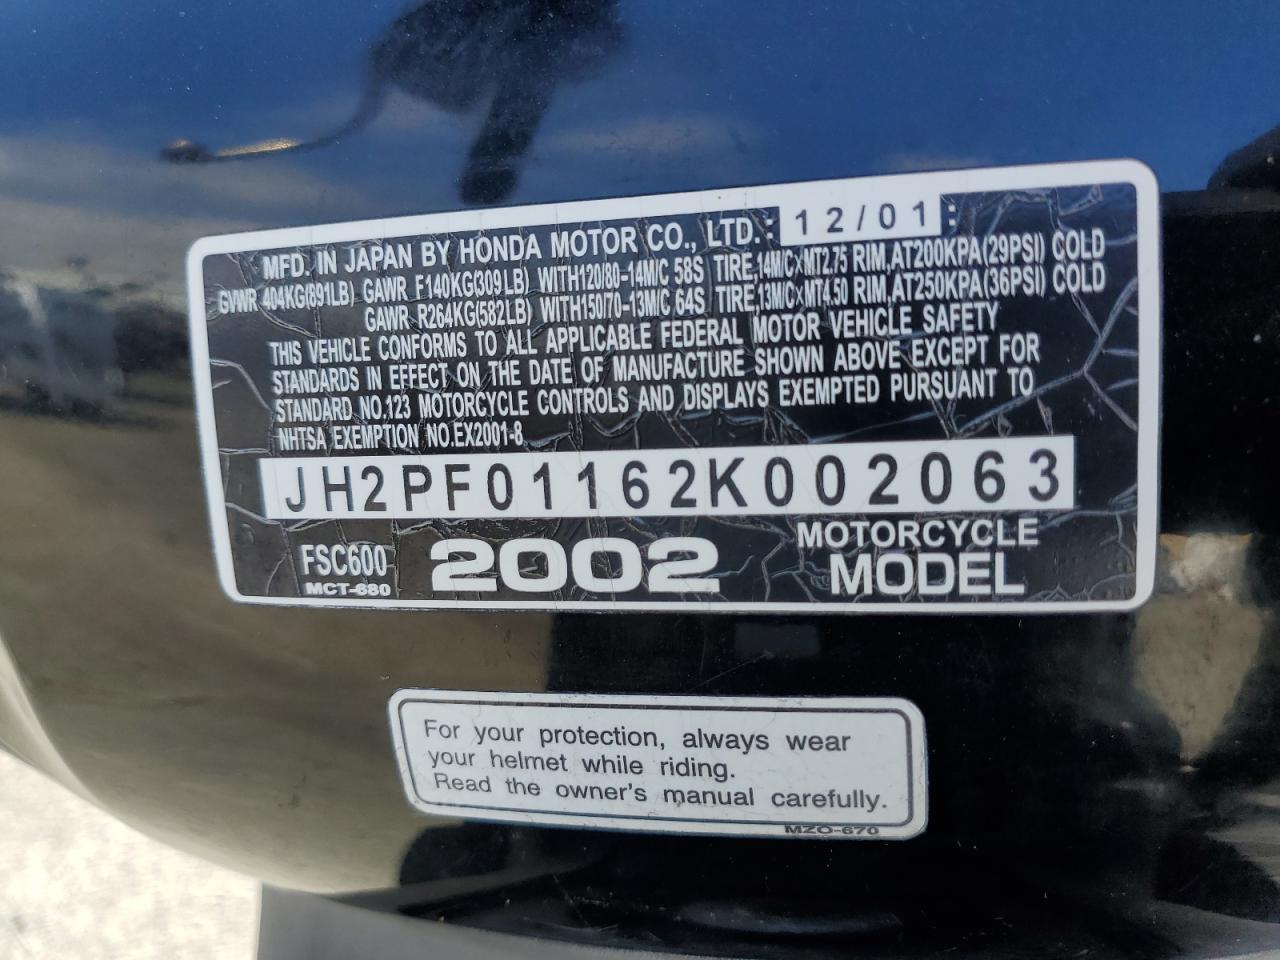 MFD. IN JAPAN BY HONDA MOTOR CO., LTD.: 12/01:
GVWR 404KG(891LB) GAWR F140KG(309LB) WITH120/80-14M/C 58S TIRE,14M/C×MT2.75 RIM,AT200KPA(29PSI) COLD
GAWR R264KG(582LB) WITH150/70-13M/C 64S TIRE,13M/C×MT4.50 RIM,AT250KPA(36PSI) COLD
THIS VEHICLE CONFORMS TO ALL APPLICABLE FEDERAL MOTOR VEHICLE SAFETY
STANDARDS IN EFFECT ON THE DATE OF MANUFACTURE SHOWN ABOVE EXCEPT FOR
STANDARD NO.123 MOTORCYCLE CONTROLS AND DISPLAYS EXEMPTED PURSUANT TO
NHTSA EXEMPTION NO.EX2001-8
JH2PF01162K002063
FSC600 2002 MOTORCYCLE
MCT-680 MODEL
For your protection, always wear
your helmet while riding.
Read the owner's manual carefully.
MZO-670